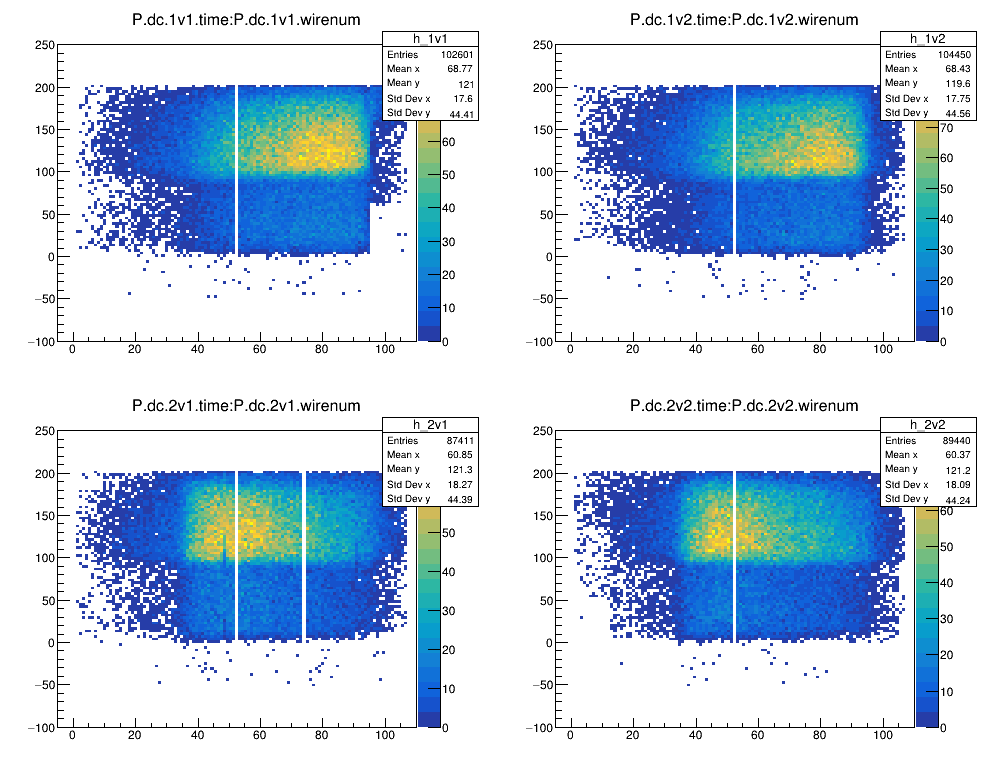 P.dc.1v1.time:P.dc.1v1.wirenum
h_1v1
Entries 102601
Mean x 68.77
Mean y 121
Std Dev x 17.6
Std Dev y 44.41
250
200
150
100
50
0
−50
−100
0 20 40 60 80 100
60
50
40
30
20
10
0
P.dc.1v2.time:P.dc.1v2.wirenum
h_1v2
Entries 104450
Mean x 68.43
Mean y 119.6
Std Dev x 17.75
Std Dev y 44.56
250
200
150
100
50
0
−50
−100
0 20 40 60 80 100
70
60
50
40
30
20
10
0
P.dc.2v1.time:P.dc.2v1.wirenum
h_2v1
Entries 87411
Mean x 60.85
Mean y 121.3
Std Dev x 18.27
Std Dev y 44.39
250
200
150
100
50
0
−50
−100
0 20 40 60 80 100
50
40
30
20
10
0
P.dc.2v2.time:P.dc.2v2.wirenum
h_2v2
Entries 89440
Mean x 60.37
Mean y 121.2
Std Dev x 18.09
Std Dev y 44.24
250
200
150
100
50
0
−50
−100
0 20 40 60 80 100
60
50
40
30
20
10
0